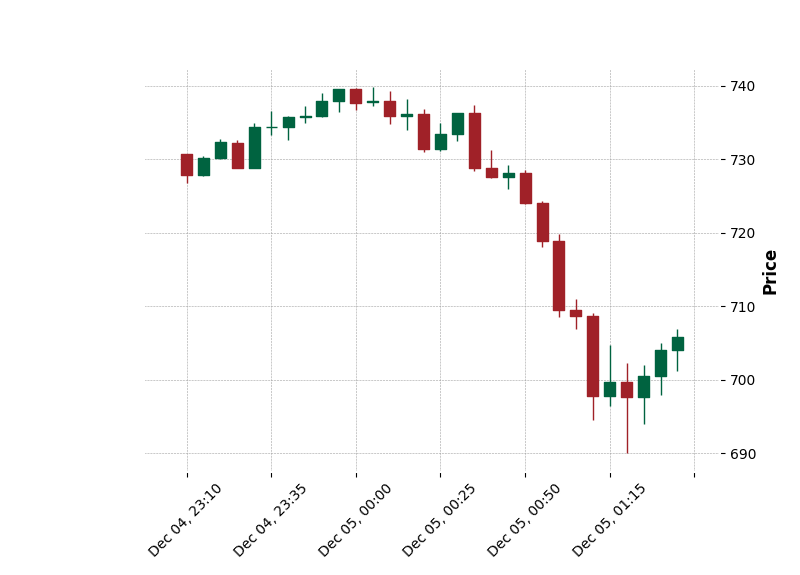 740
730
720
710
700
690
Price
Dec 04, 23:10
Dec 04, 23:35
Dec 05, 00:00
Dec 05, 00:25
Dec 05, 00:50
Dec 05, 01:15